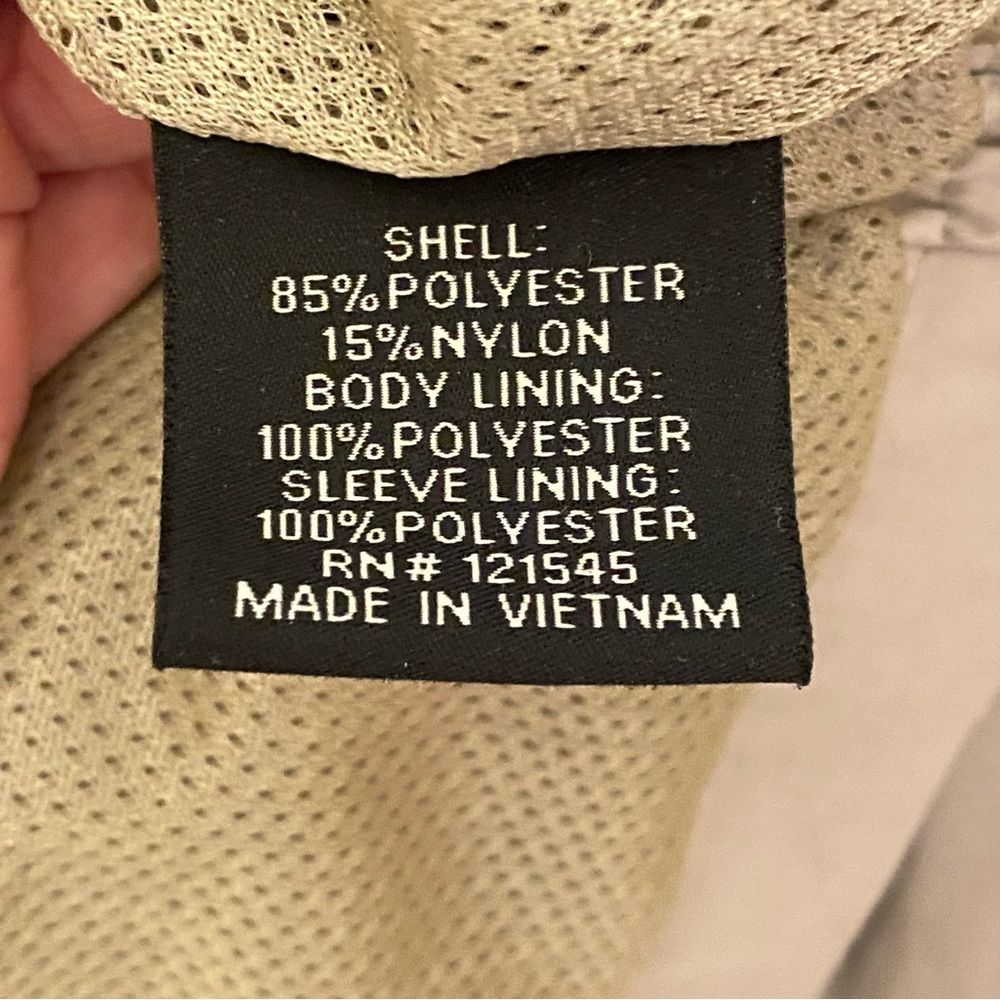 SHELL:
85%POLYESTER
15%NYLON
BODY LINING:
100%POLYESTER
SLEEVE LINING:
100%POLYESTER
RN# 121545
MADE IN VIETNAM